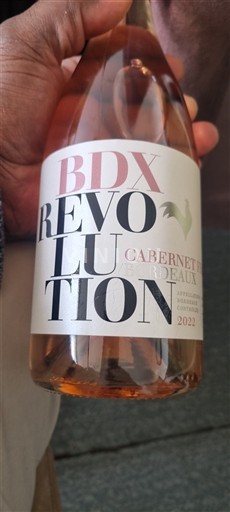 BDX
REVO
LU
TION
CABERNET
BORDEAUX
2022